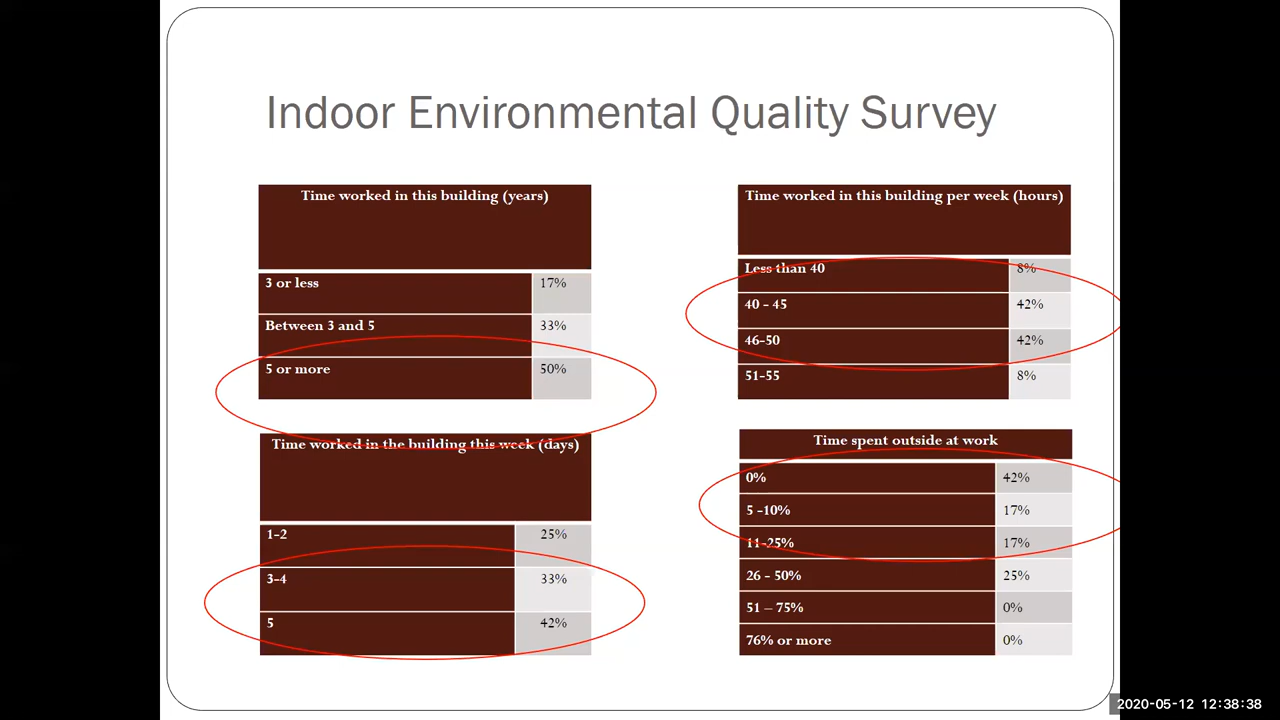 Indoor Environmental Quality Survey
Time worked in this building (years)
3 or less 17%
Between 3 and 5 33%
5 or more 50%
Time worked in this building per week (hours)
Less than 40 8%
40 - 45 42%
46-50 42%
51-55 8%
Time worked in the building this week (days)
1-2 25%
3-4 33%
5 42%
Time spent outside at work
0% 42%
5 -10% 17%
11-25% 17%
26 - 50% 25%
51 – 75% 0%
76% or more 0%
2020-05-12 12:38:38